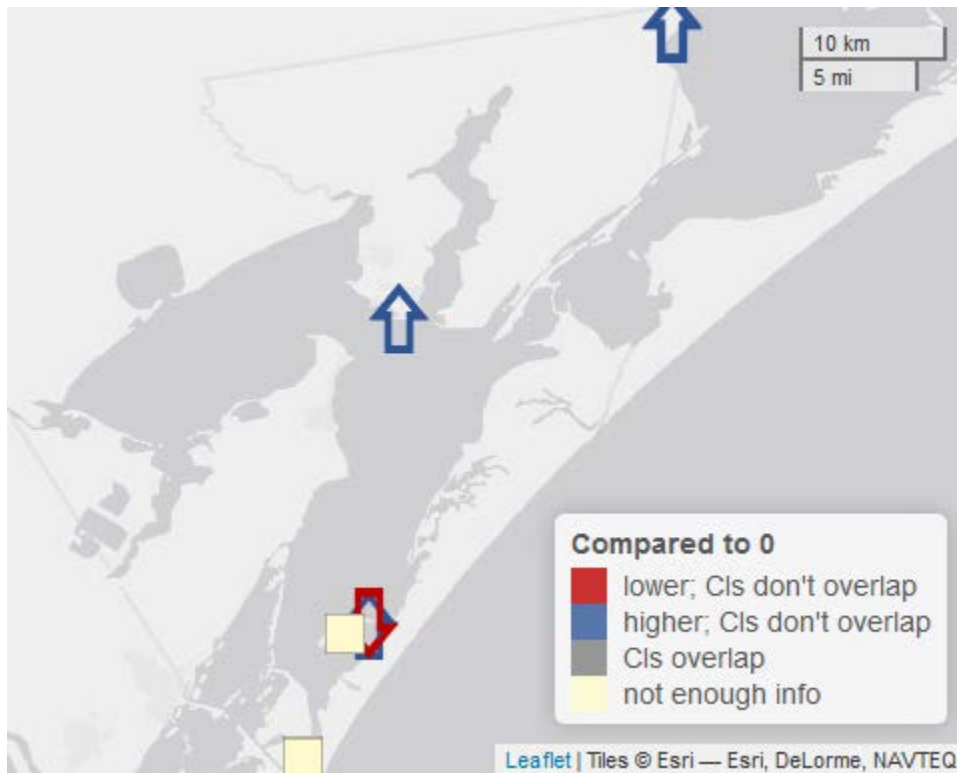 10 km
5 mi
Compared to 0
lower; CIs don't overlap
higher; CIs don't overlap
CIs overlap
not enough info
Leaflet | Tiles © Esri — Esri, DeLorme, NAVTEQ